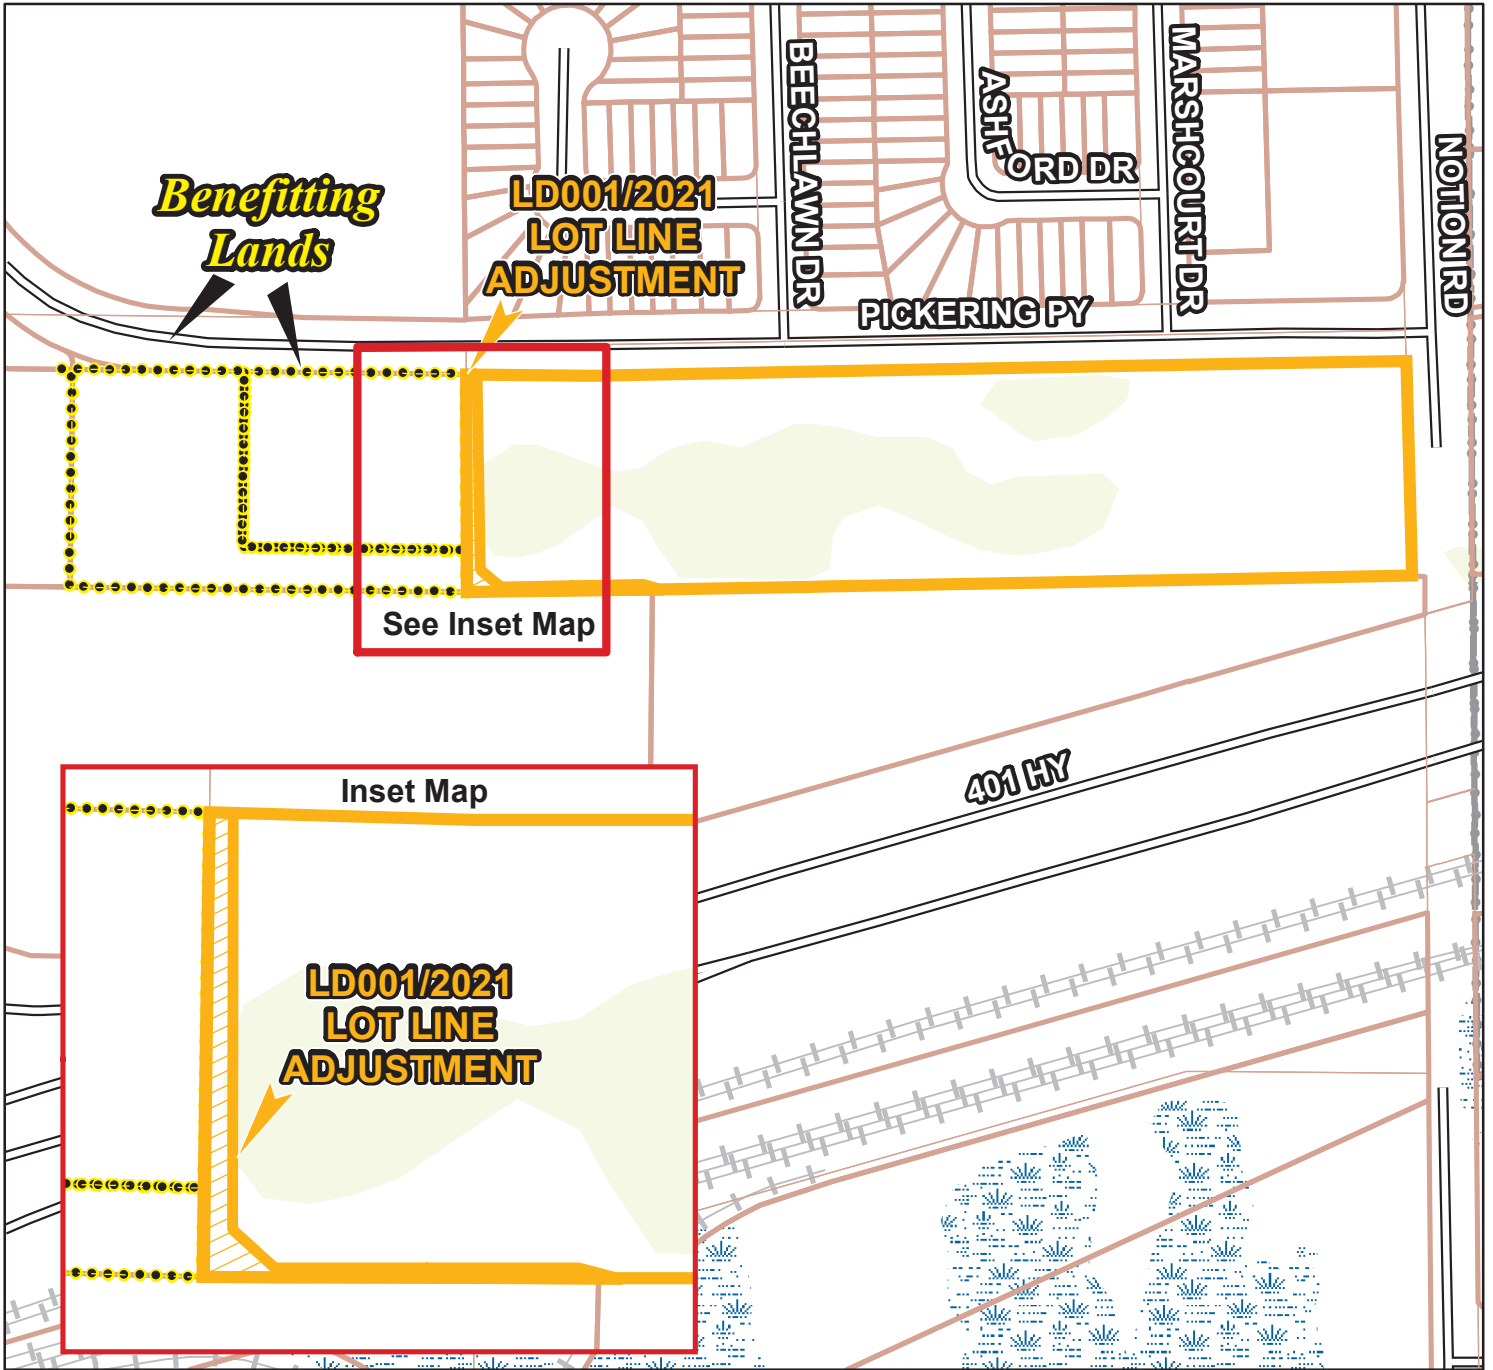 BEECHLAWN DR
ASHFORD DR
MARSHCOURT DR
NOTION RD
Benefitting
Lands
LD001/2021
LOT LINE
ADJUSTMENT
PICKERING PY
See Inset Map
401 HY
Inset Map
LD001/2021
LOT LINE
ADJUSTMENT